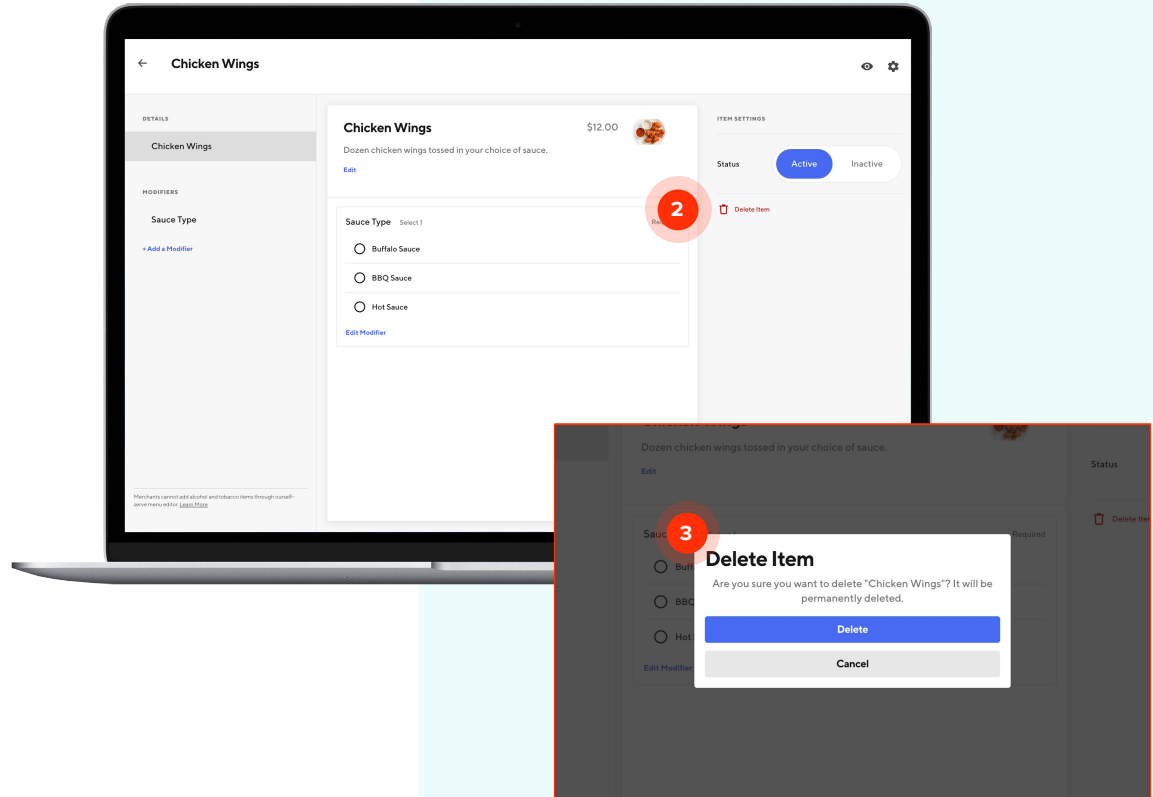 Chicken Wings
DETAILS
Chicken Wings
MODIFIERS
Sauce Type
+ Add a Modifier
Merchants cannot add alcohol and tobacco items through ourself-
serve menu editor. Learn More
Chicken Wings
$12.00
Dozen chicken wings tossed in your choice of sauce.
Edit
2
Sauce Type Select 1
Buffalo Sauce
BBQ Sauce
Hot Sauce
Edit Modifier
ITEM SETTINGS
Status
Active
Inactive
Delete Item
Dozen chicken wings tossed in your choice of sauce.
Edit
Status
3
Required
BBQ
Hot
Edit Modifier
Delete
Delete Item
Are you sure you want to delete "Chicken Wings"? It will be
permanently deleted.
Delete
Cancel